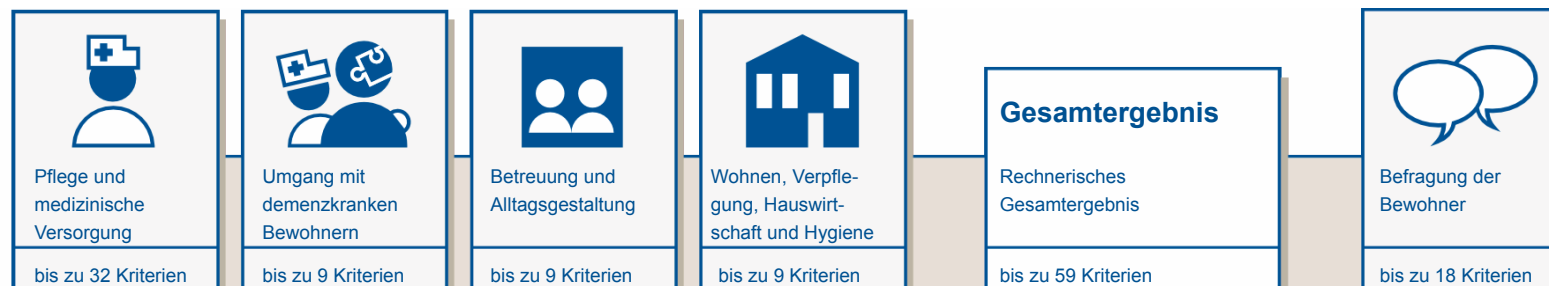 Pflege und
medizinische
Versorgung
bis zu 32 Kriterien
Umgang mit
demenzkranken
Bewohnern
bis zu 9 Kriterien
Betreuung und
Alltagsgestaltung
bis zu 9 Kriterien
Wohnen, Verpfle-
gung, Hauswirt-
schaft und Hygiene
bis zu 9 Kriterien
Gesamtergebnis
Rechnerisches
Gesamtergebnis
bis zu 59 Kriterien
Befragung der
Bewohner
bis zu 18 Kriterien